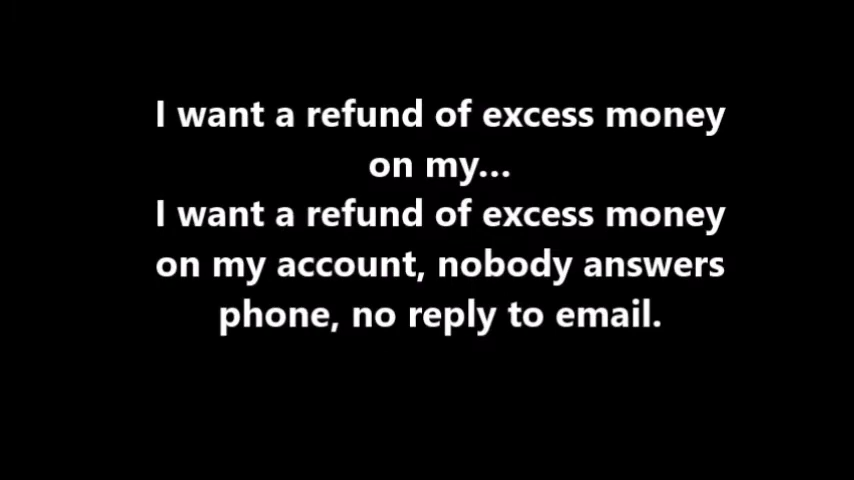 I want a refund of excess money
on my...
I want a refund of excess money
on my account, nobody answers
phone, no reply to email.